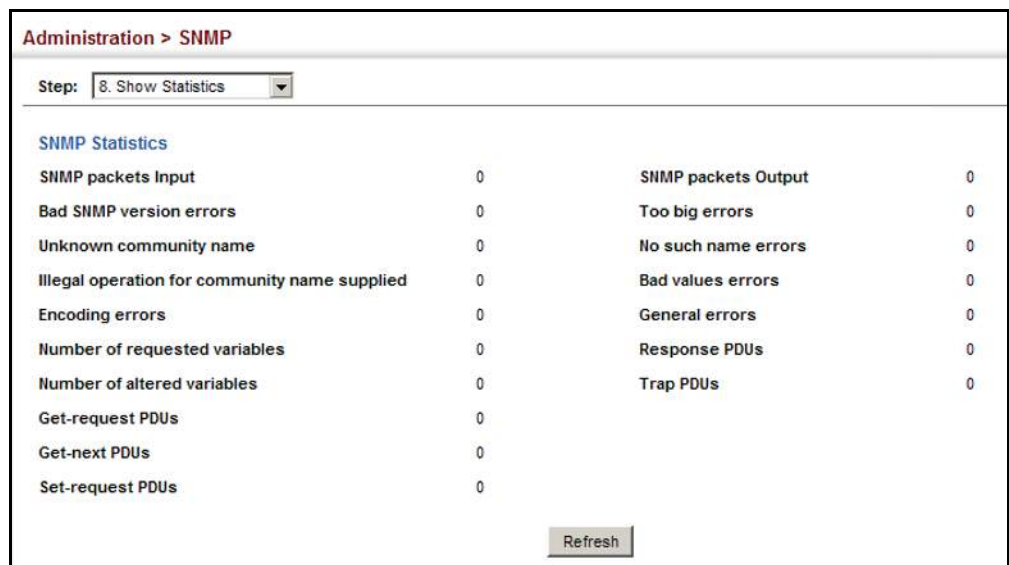 Administration > SNMP
Step: 8. Show Statistics
SNMP Statistics
SNMP packets Input 0 SNMP packets Output 0
Bad SNMP version errors 0 Too big errors 0
Unknown community name 0 No such name errors 0
Illegal operation for community name supplied 0 Bad values errors 0
Encoding errors 0 General errors 0
Number of requested variables 0 Response PDUs 0
Number of altered variables 0 Trap PDUs 0
Get-request PDUs 0
Get-next PDUs 0
Set-request PDUs 0
Refresh